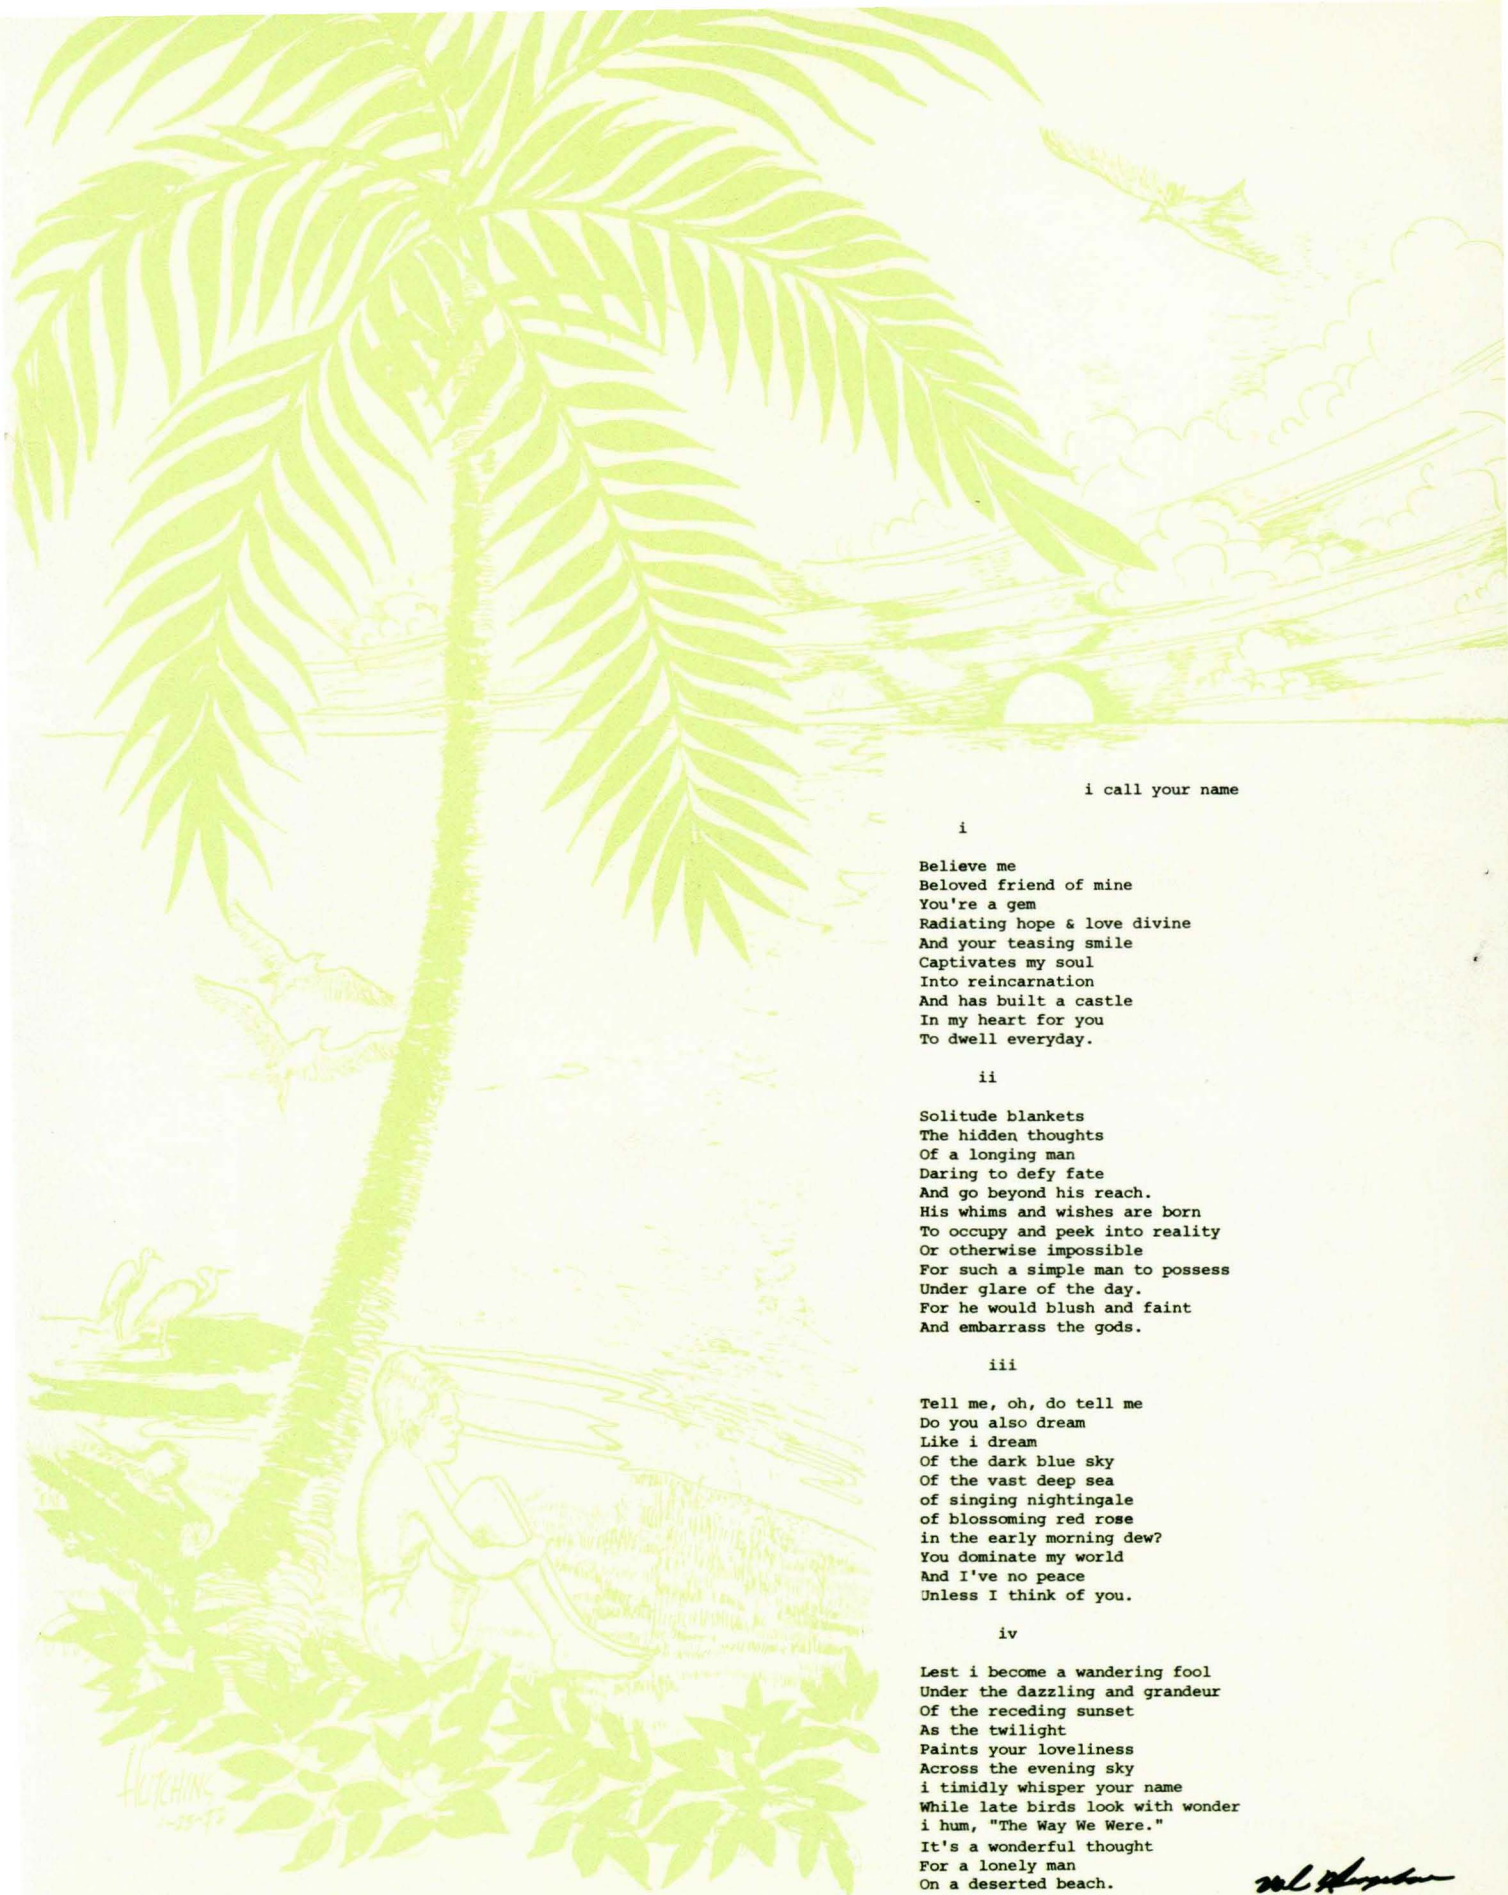 i call your name
i
Believe me
Beloved friend of mine
You're a gem
Radiating hope & love divine
And your teasing smile
Captivates my soul
Into reincarnation
And has built a castle
In my heart for you
To dwell everyday.
ii
Solitude blankets
The hidden thoughts
Of a longing man
Daring to defy fate
And go beyond his reach.
His whims and wishes are born
To occupy and peek into reality
Or otherwise impossible
For such a simple man to possess
Under glare of the day.
For he would blush and faint
And embarrass the gods.
iii
Tell me, oh, do tell me
Do you also dream
Like i dream
Of the dark blue sky
Of the vast deep sea
of singing nightingale
of blossoming red rose
in the early morning dew?
You dominate my world
And I've no peace
Unless I think of you.
iv
Lest i become a wandering fool
Under the dazzling and grandeur
Of the receding sunset
As the twilight
Paints your loveliness
Across the evening sky
i timidly whisper your name
While late birds look with wonder
i hum, "The Way We Were."
It's a wonderful thought
For a lonely man
On a deserted beach.